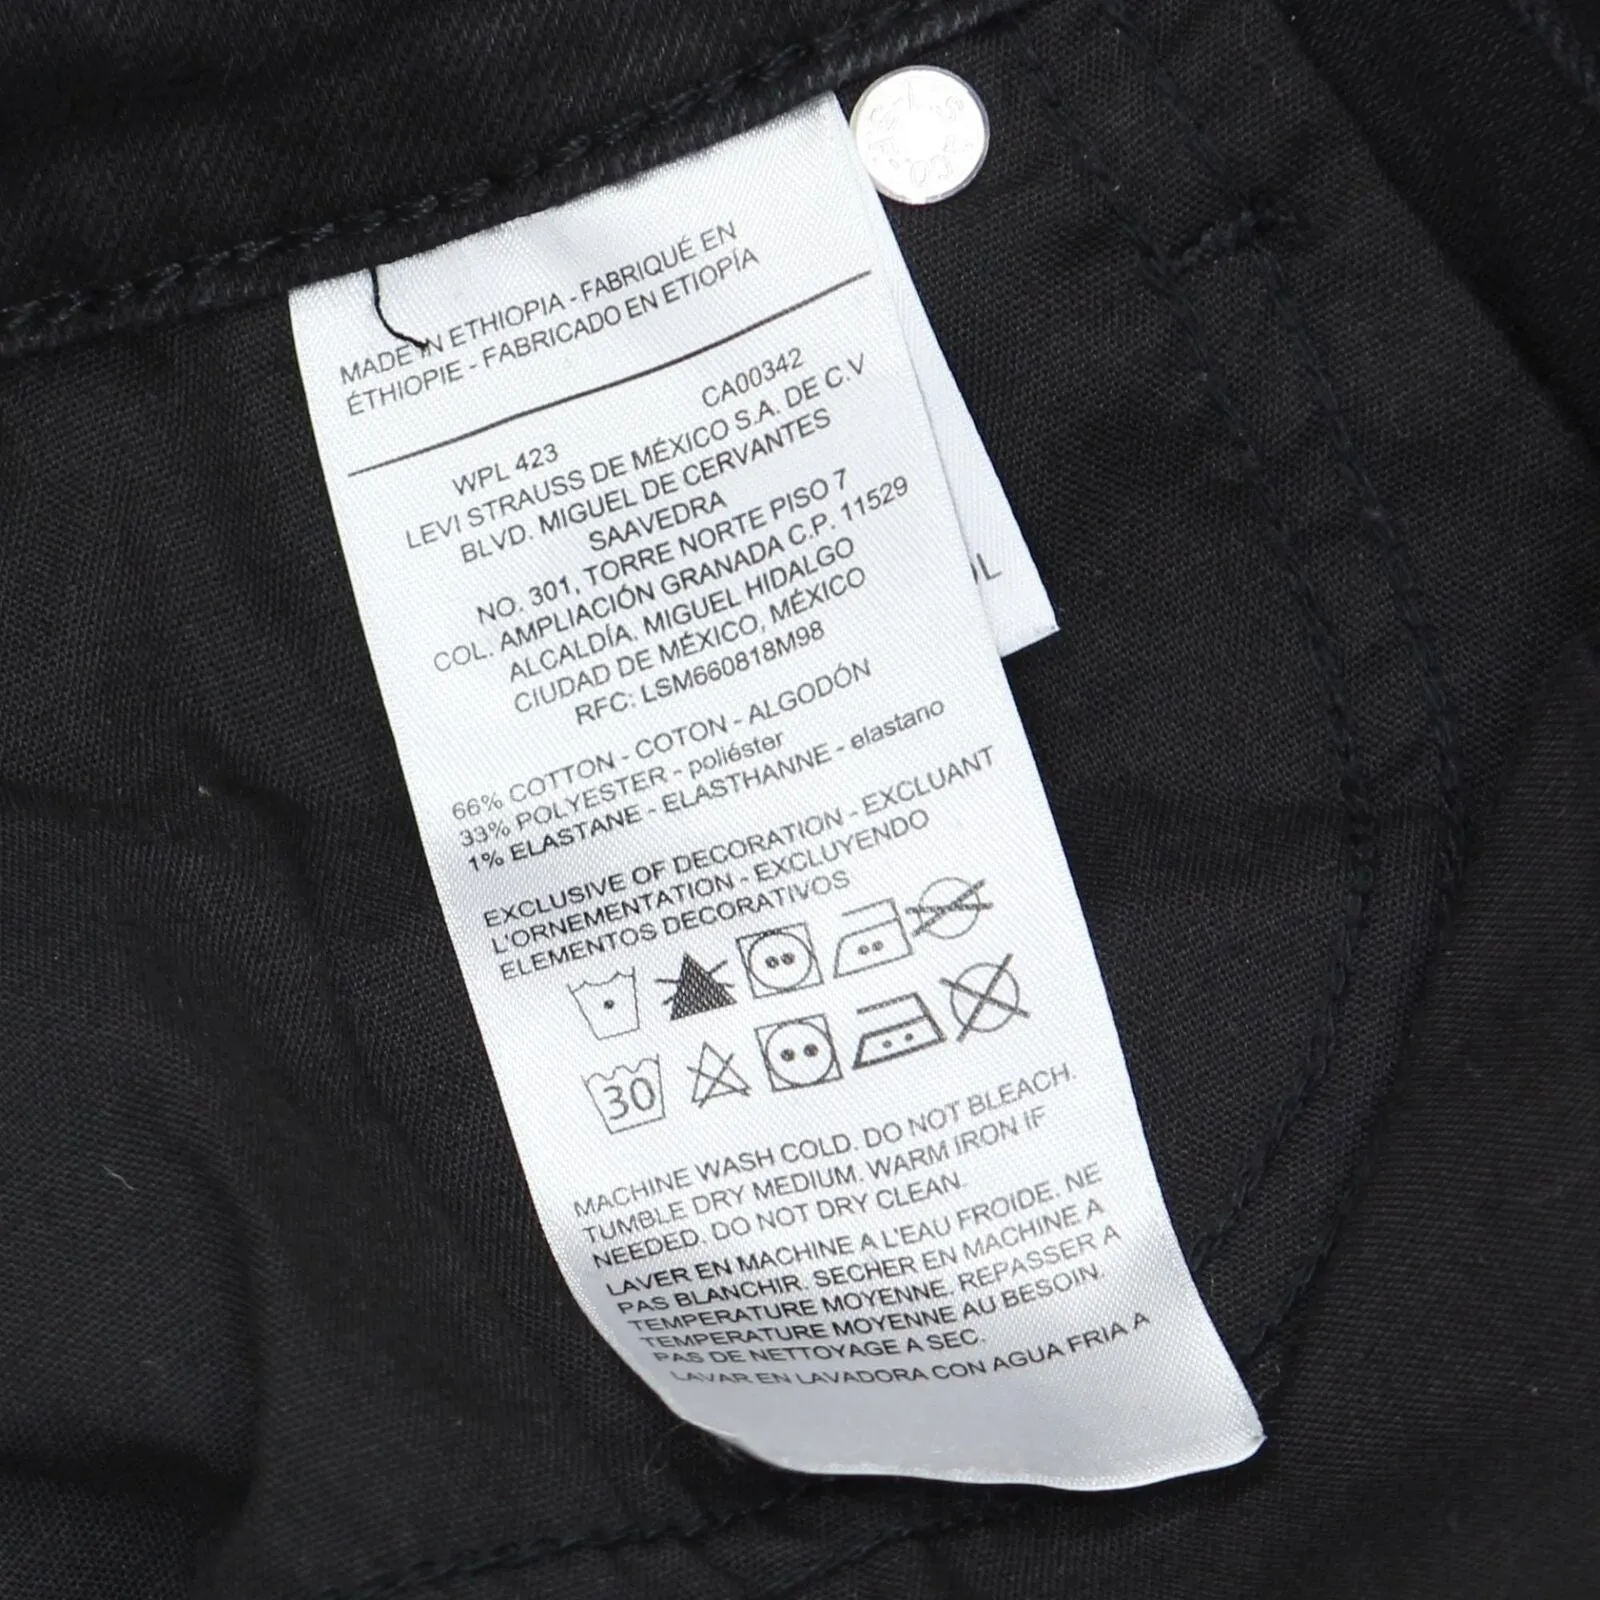 MADE IN ETHIOPIA - FABRIQUÉ EN
ÉTHIOPIE - FABRICADO EN ETIOPÍA
CA00342
WPL 423
LEVI STRAUSS DE MÉXICO S.A. DE C.V
BLVD. MIGUEL DE CERVANTES
SAAVEDRA
NO. 301, TORRE NORTE PISO 7
COL. AMPLIACIÓN GRANADA C.P. 11529
ALCALDÍA. MIGUEL HIDALGO
CIUDAD DE MÉXICO, MÉXICO
RFC: LSM660818M98
66% COTTON - COTON - ALGODÓN
33% POLYESTER - poliéster
1% ELASTANE - ELASTHANNE - elastano
EXCLUSIVE OF DECORATION - EXCLUANT
L'ORNEMENTATION - EXCLUYENDO
ELEMENTOS DECORATIVOS
30
MACHINE WASH COLD. DO NOT BLEACH.
TUMBLE DRY MEDIUM. WARM IRON IF
NEEDED. DO NOT DRY CLEAN.
LAVER EN MACHINE A L'EAU FROIDE. NE
PAS BLANCHIR. SECHER EN MACHINE A
TEMPERATURE MOYENNE. REPASSER A
TEMPERATURE MOYENNE AU BESOIN.
PAS DE NETTOYAGE A SEC.
LAVAR EN LAVADORA CON AGUA FRIA A